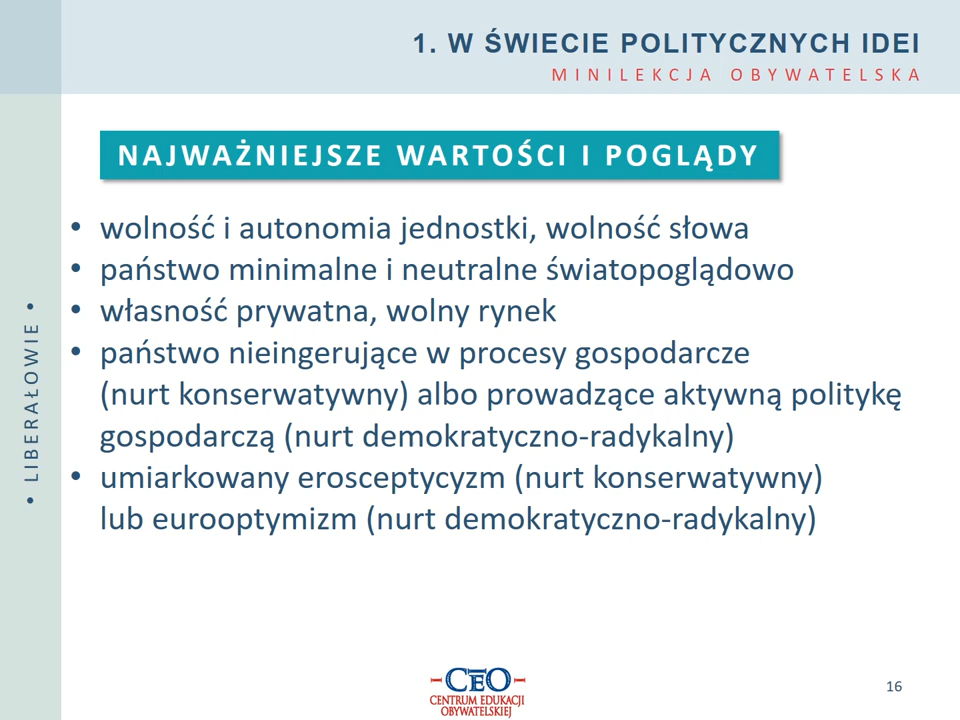 1. W ŚWIECIE POLITYCZNYCH IDEI
MINILEKCJA OBYWATELSKA
NAJWAŻNIEJSZE WARTOŚCI I POGLĄDY
• wolność i autonomia jednostki, wolność słowa
• państwo minimalne i neutralne światopoglądowo
• własność prywatna, wolny rynek
• państwo nieingerujące w procesy gospodarcze
(nurt konserwatywny) albo prowadzące aktywną politykę
gospodarczą (nurt demokratyczno-radykalny)
• umiarkowany erosceptycyzm (nurt konserwatywny)
lub eurooptymizm (nurt demokratyczno-radykalny)
• LIBERAŁOWIE •
CEO
CENTRUM EDUKACJI
OBYWATELSKIEJ
16